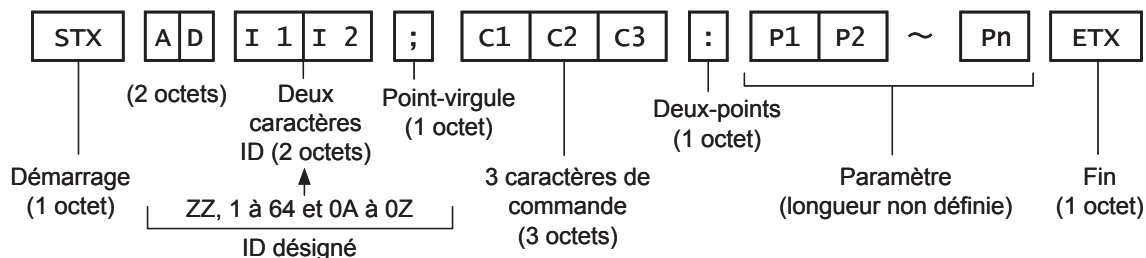 STX A D I 1 I 2 ; C1 C2 C3 : P1 P2 ~ Pn ETX
(2 octets)
Deux
caractères
ID (2 octets)
Point-virgule
(1 octet)
Deux-points
(1 octet)
Démarrage
(1 octet)
ZZ, 1 à 64 et 0A à 0Z
ID désigné
3 caractères de
commande
(3 octets)
Paramètre
(longueur non définie)
Fin
(1 octet)